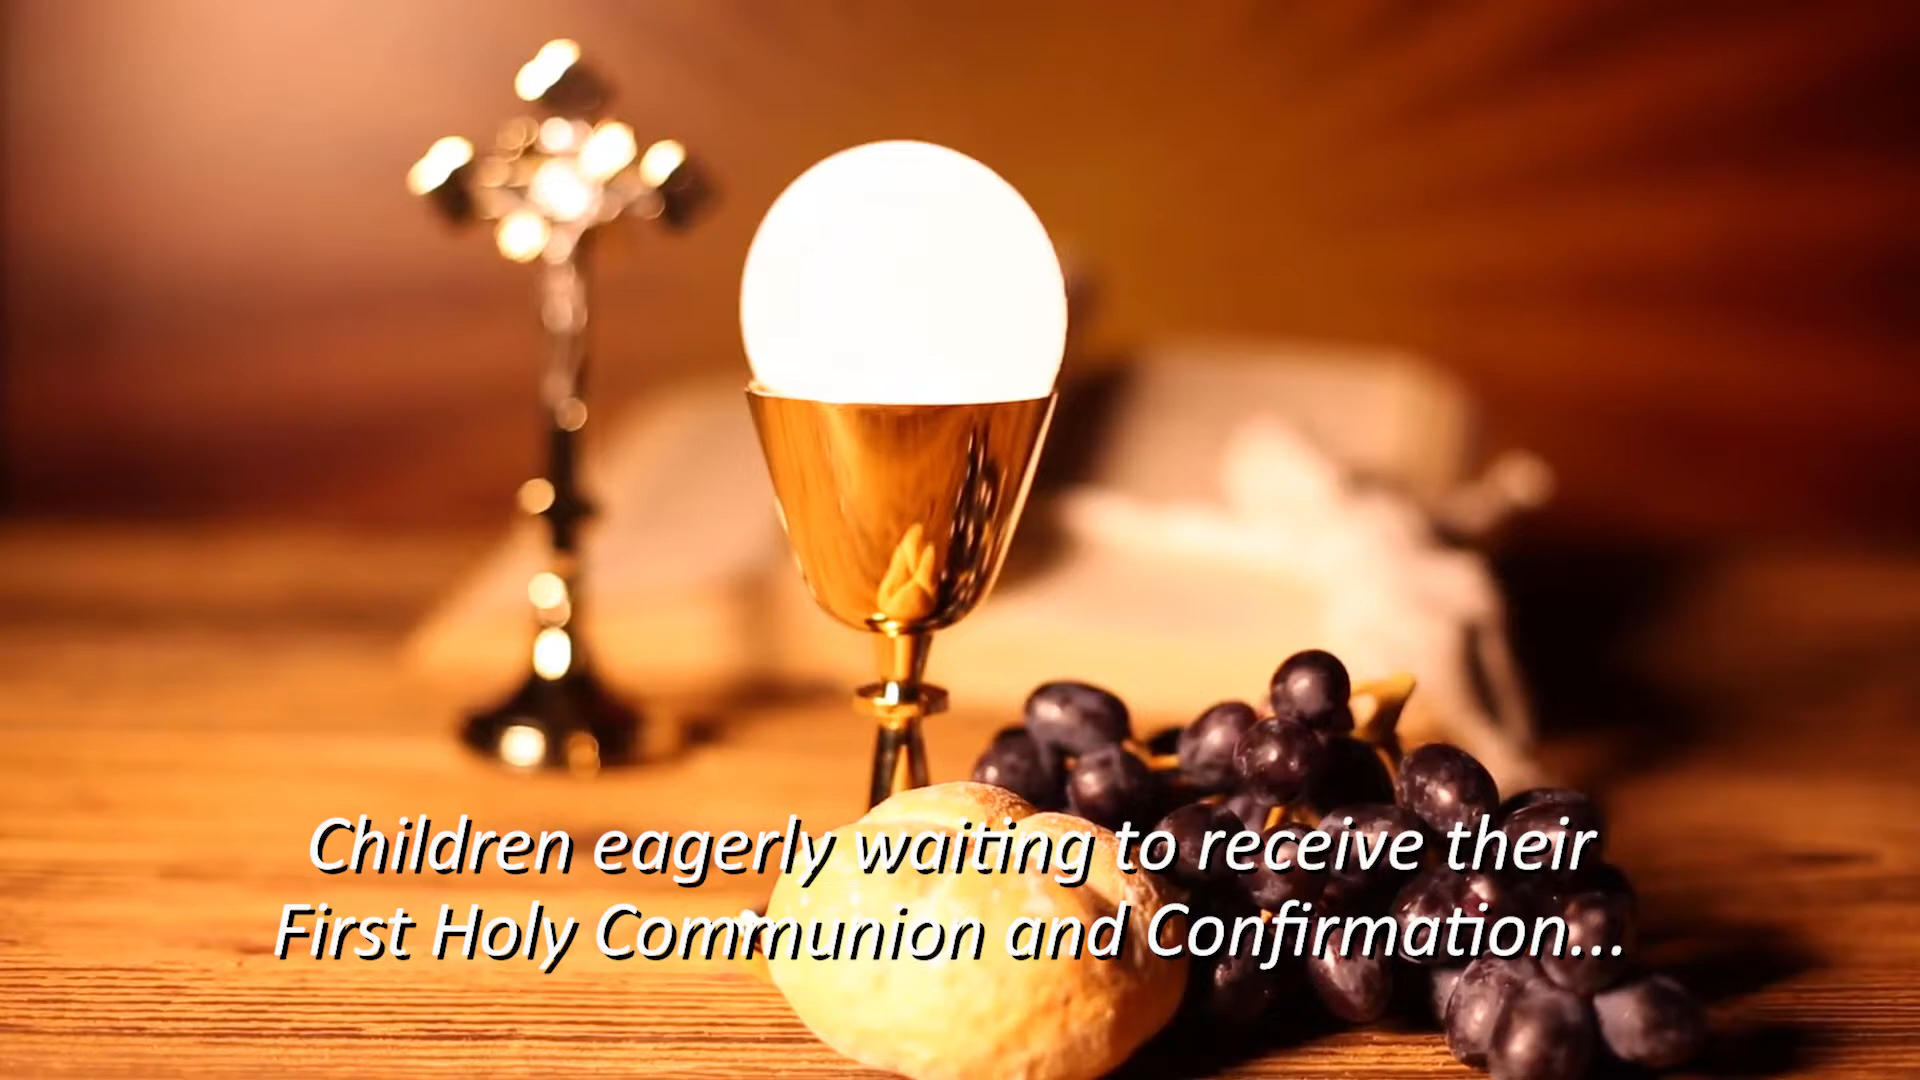 Children eagerly waiting to receive their
First Holy Communion and Confirmation...